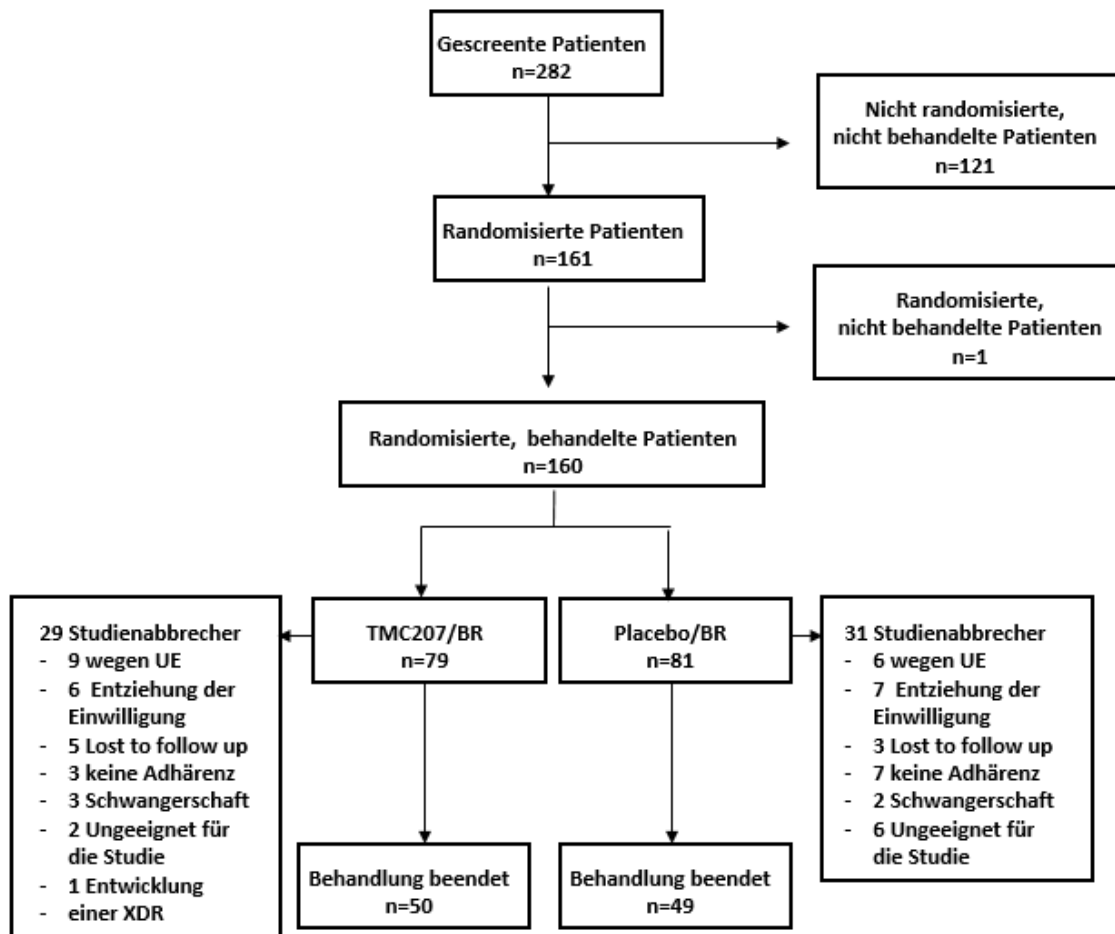 Gescreente Patienten
n=282
Nicht randomisierte,
nicht behandelte Patienten
n=121
Randomisierte Patienten
n=161
Randomisierte,
nicht behandelte Patienten
n=1
Randomisierte, behandelte Patienten
n=160
29 Studienabbrecher
- 9 wegen UE
- 6 Entziehung der
Einwilligung
- 5 Lost to follow up
- 3 keine Adhärenz
- 3 Schwangerschaft
- 2 Ungeeignet für
die Studie
- 1 Entwicklung
- einer XDR
TMC207/BR
n=79
Placebo/BR
n=81
31 Studienabbrecher
- 6 wegen UE
- 7 Entziehung der
Einwilligung
- 3 Lost to follow up
- 7 keine Adhärenz
- 2 Schwangerschaft
- 6 Ungeeignet für
die Studie
Behandlung beendet
n=50
Behandlung beendet
n=49